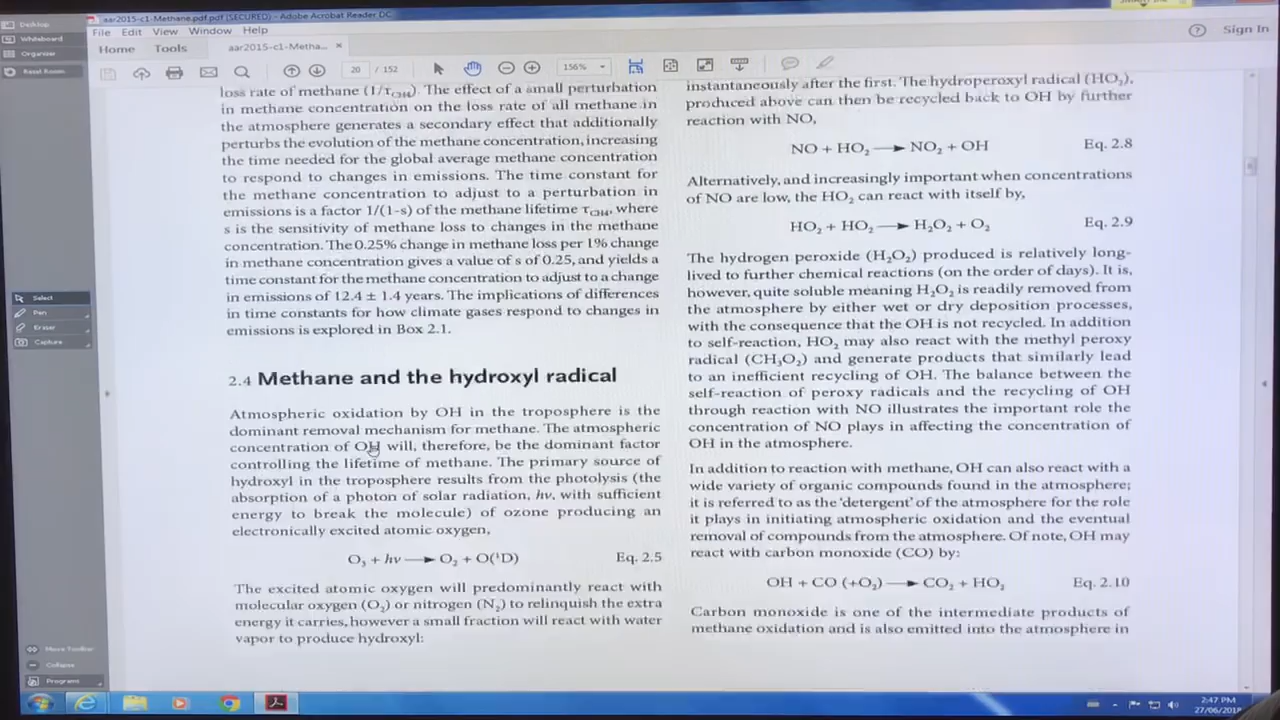 aar2015-c1-Methane.pdf.pdf (SECURED) - Adobe Acrobat Reader DC
File Edit View Window Help
Home Tools aar2015-c1-Metha... ×
Sign In
20 / 152
156%
Desktop
Whiteboard
Organiser
Reset Room
Select
Pen
Eraser
Capture
Move Toolbar
Collapse
Programs
loss rate of methane (1/τOH). The effect of a small perturbation
in methane concentration on the loss rate of all methane in
the atmosphere generates a secondary effect that additionally
perturbs the evolution of the methane concentration, increasing
the time needed for the global average methane concentration
to respond to changes in emissions. The time constant for
the methane concentration to adjust to a perturbation in
emissions is a factor 1/(1-s) of the methane lifetime τOH, where
s is the sensitivity of methane loss to changes in the methane
concentration. The 0.25% change in methane loss per 1% change
in methane concentration gives a value of s of 0.25, and yields a
time constant for the methane concentration to adjust to a change
in emissions of 12.4 ± 1.4 years. The implications of differences
in time constants for how climate gases respond to changes in
emissions is explored in Box 2.1.
2.4 Methane and the hydroxyl radical
Atmospheric oxidation by OH in the troposphere is the
dominant removal mechanism for methane. The atmospheric
concentration of OH will, therefore, be the dominant factor
controlling the lifetime of methane. The primary source of
hydroxyl in the troposphere results from the photolysis (the
absorption of a photon of solar radiation, hν, with sufficient
energy to break the molecule) of ozone producing an
electronically excited atomic oxygen,
O₃ + hν → O₂ + O(¹D) Eq. 2.5
The excited atomic oxygen will predominantly react with
molecular oxygen (O₂) or nitrogen (N₂) to relinquish the extra
energy it carries, however a small fraction will react with water
vapor to produce hydroxyl:
instantaneously after the first. The hydroperoxyl radical (HO₂),
produced above can then be recycled back to OH by further
reaction with NO,
NO + HO₂ → NO₂ + OH Eq. 2.8
Alternatively, and increasingly important when concentrations
of NO are low, the HO₂ can react with itself by,
HO₂ + HO₂ → H₂O₂ + O₂ Eq. 2.9
The hydrogen peroxide (H₂O₂) produced is relatively long-
lived to further chemical reactions (on the order of days). It is,
however, quite soluble meaning H₂O₂ is readily removed from
the atmosphere by either wet or dry deposition processes,
with the consequence that the OH is not recycled. In addition
to self-reaction, HO₂ may also react with the methyl peroxy
radical (CH₃O₂) and generate products that similarly lead
to an inefficient recycling of OH. The balance between the
self-reaction of peroxy radicals and the recycling of OH
through reaction with NO illustrates the important role the
concentration of NO plays in affecting the concentration of
OH in the atmosphere.
In addition to reaction with methane, OH can also react with a
wide variety of organic compounds found in the atmosphere;
it is referred to as the 'detergent' of the atmosphere for the role
it plays in initiating atmospheric oxidation and the eventual
removal of compounds from the atmosphere. Of note, OH may
react with carbon monoxide (CO) by:
OH + CO (+O₂) → CO₂ + HO₂ Eq. 2.10
Carbon monoxide is one of the intermediate products of
methane oxidation and is also emitted into the atmosphere in
2:47 PM